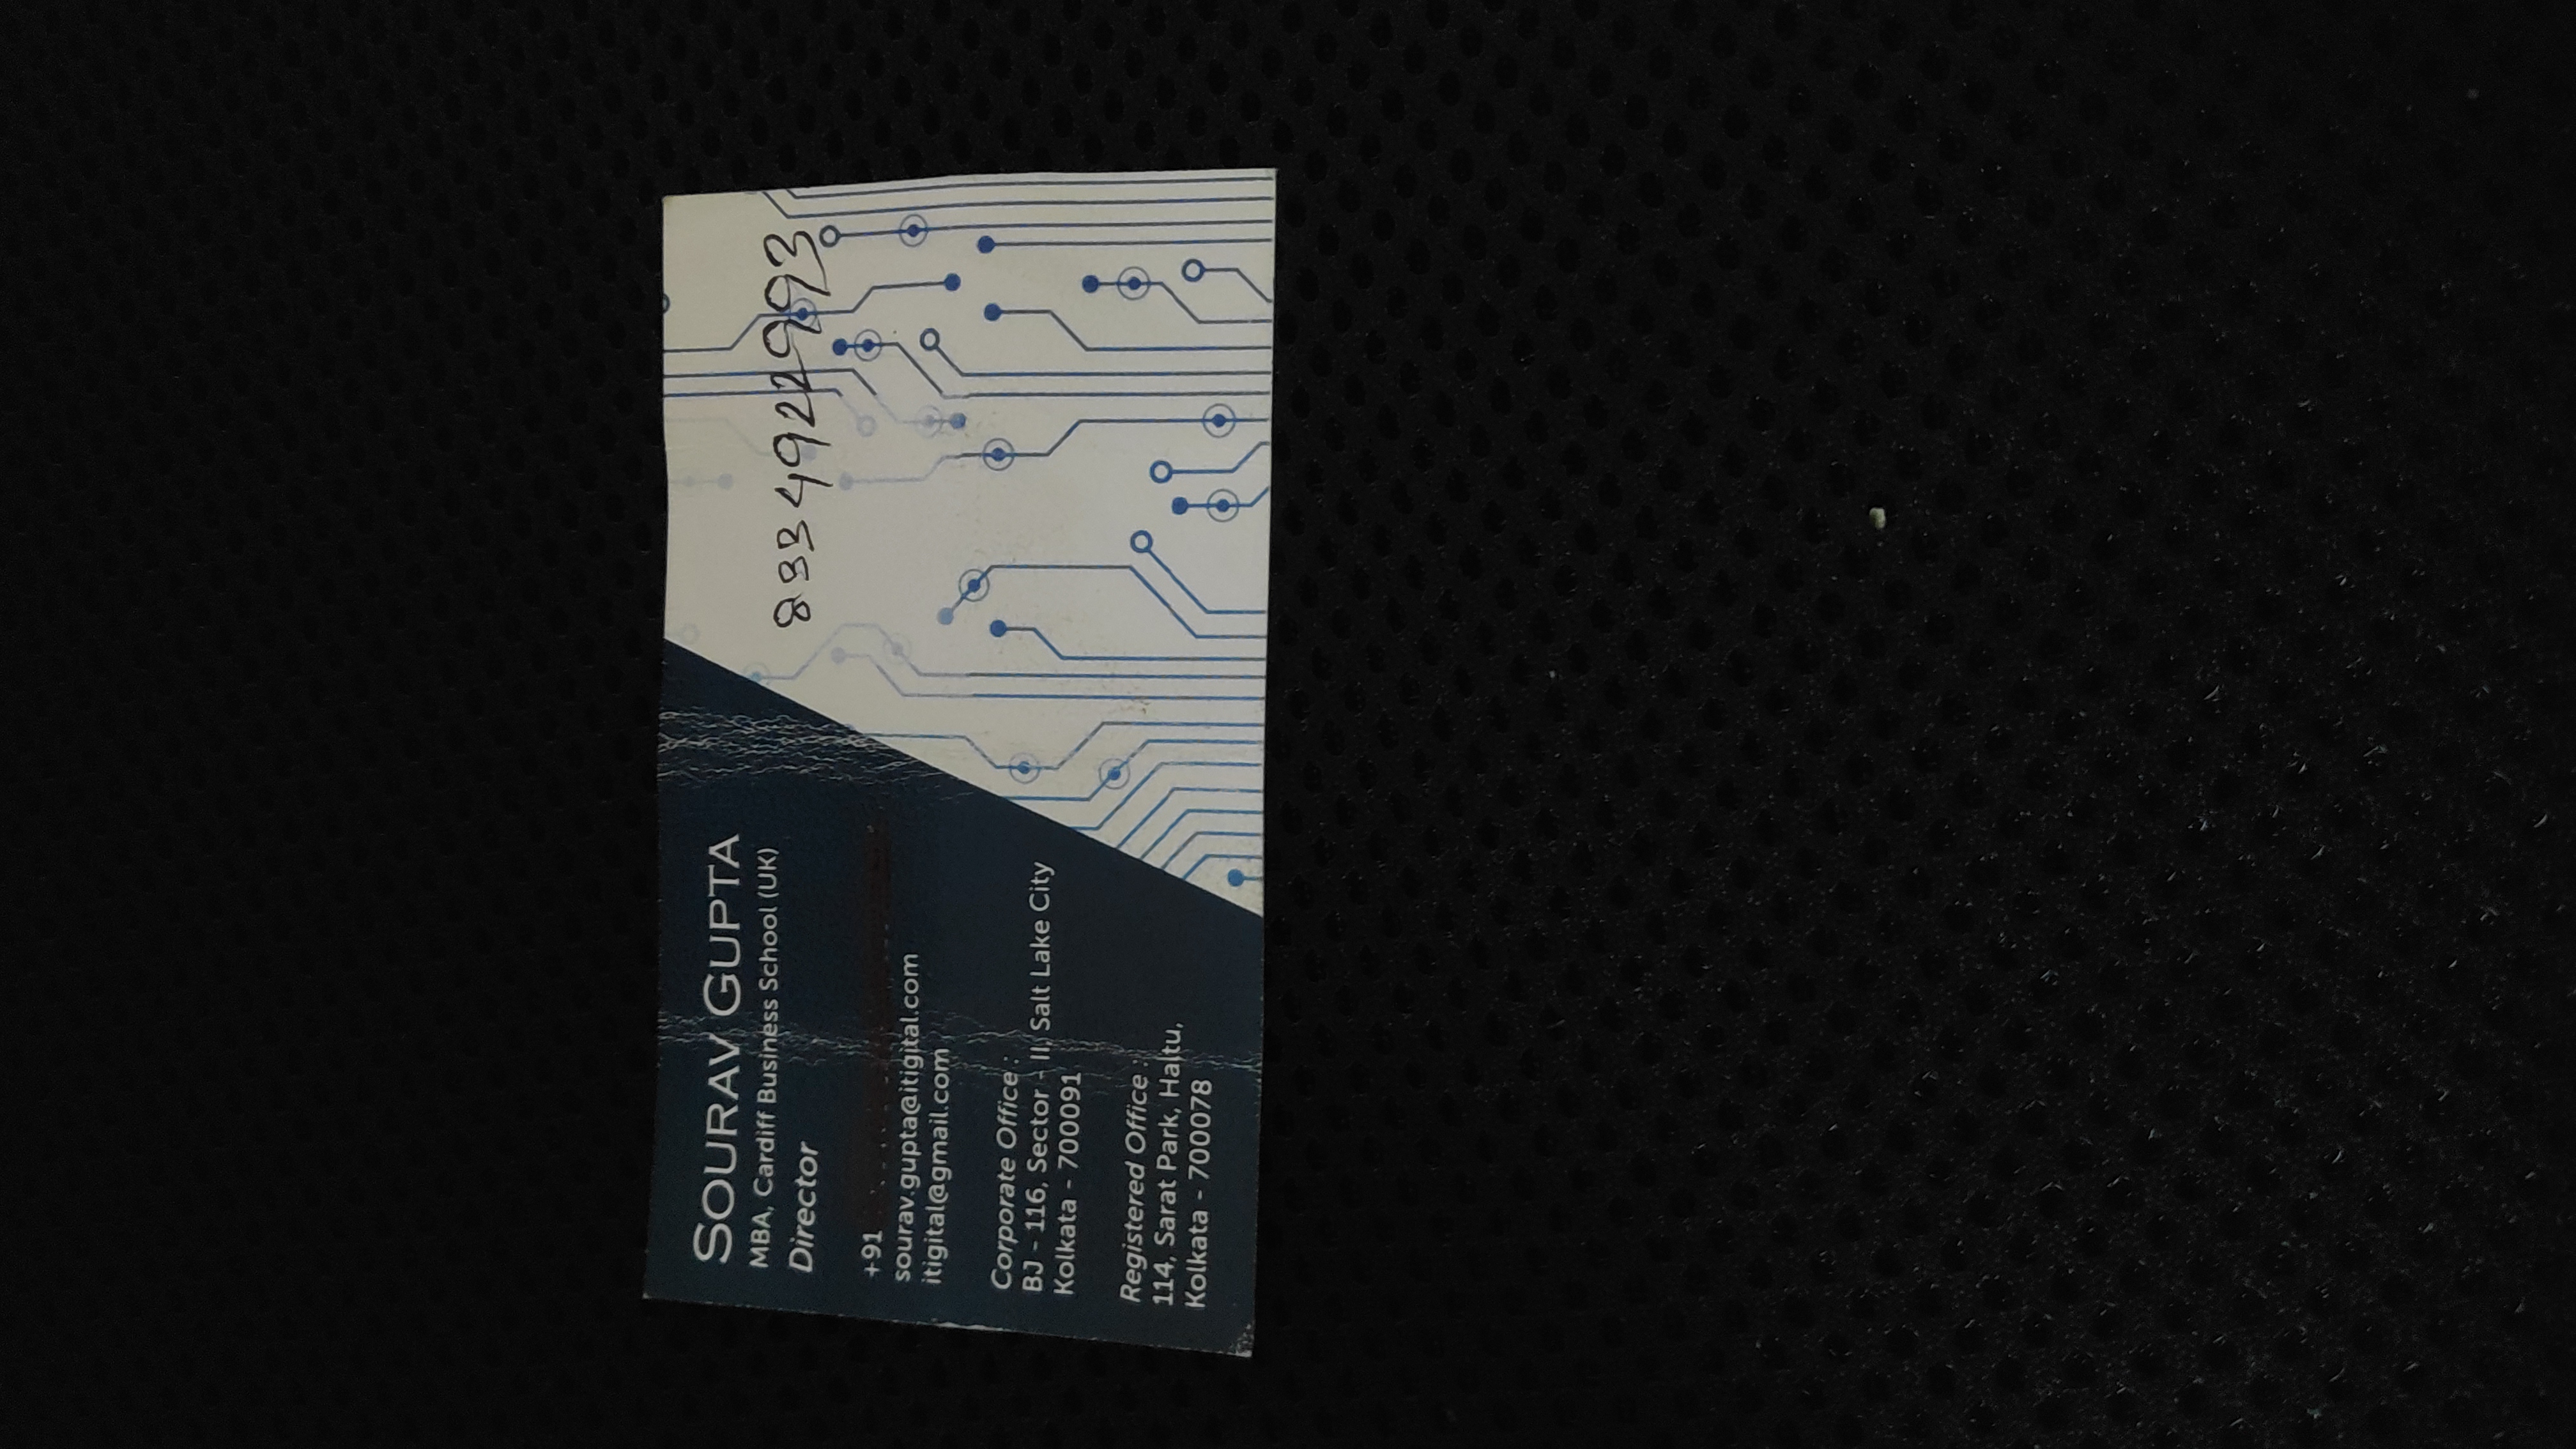 SOURAV GUPTA
MBA, Cardiff Business School (UK)
Director
8334922993
+91
sourav.gupta@itigital.com
itigital@gmail.com
Corporate Office :
BJ - 116, Sector - II, Salt Lake City
Kolkata - 700091
Registered Office :
114, Sarat Park, Haltu,
Kolkata - 700078